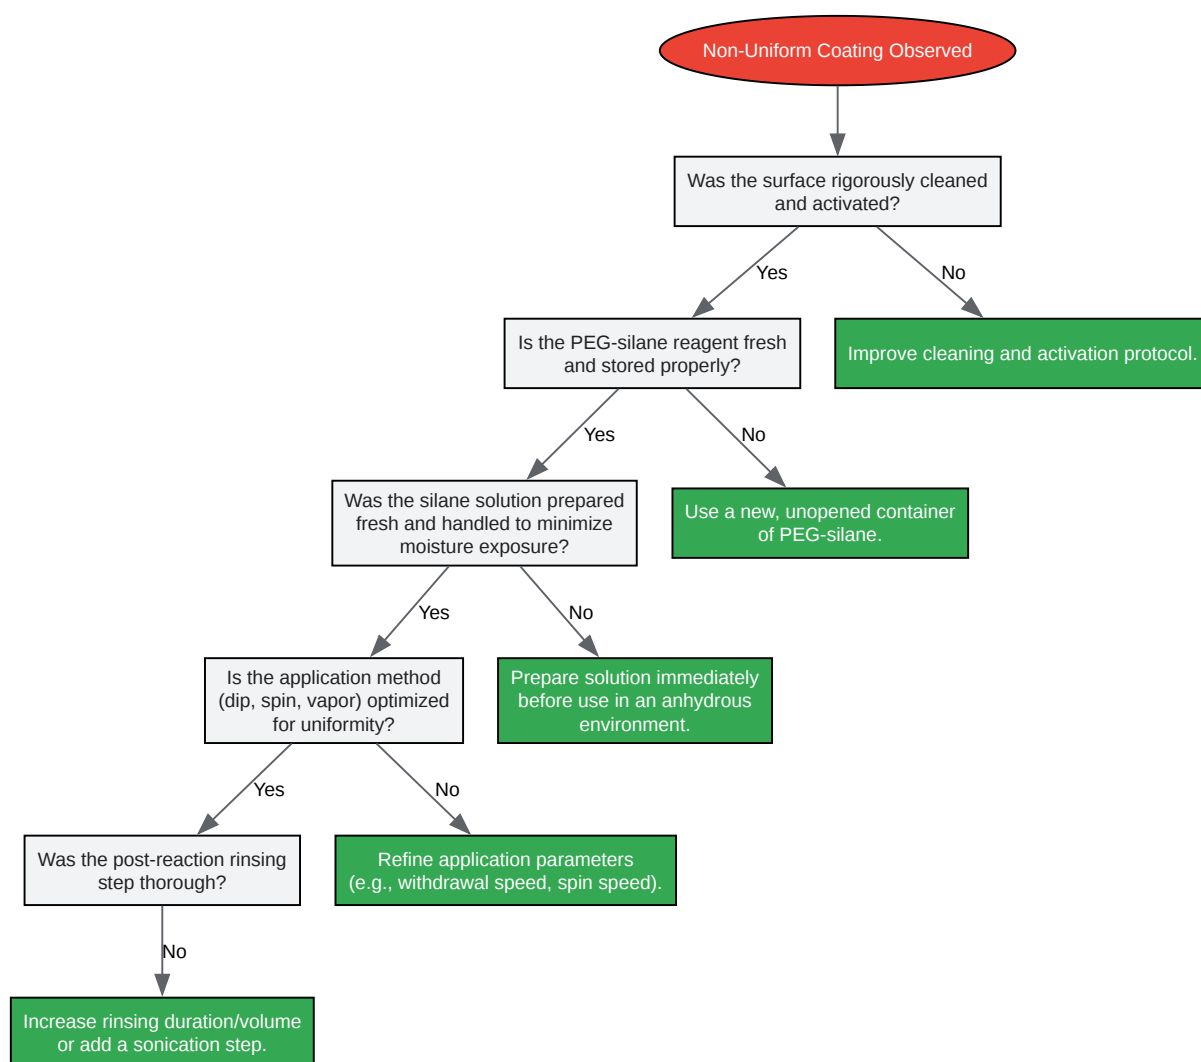 Non-Uniform Coating Observed
Was the surface rigorously cleaned
and activated?
Yes
No
Is the PEG-silane reagent fresh
and stored properly?
Improve cleaning and activation protocol.
Yes
No
Was the silane solution prepared
fresh and handled to minimize
moisture exposure?
Use a new, unopened container
of PEG-silane.
Yes
No
Is the application method
(dip, spin, vapor) optimized
for uniformity?
Prepare solution immediately
before use in an anhydrous
environment.
Yes
No
Was the post-reaction rinsing
step thorough?
Refine application parameters
(e.g., withdrawal speed, spin speed).
No
Increase rinsing duration/volume
or add a sonication step.